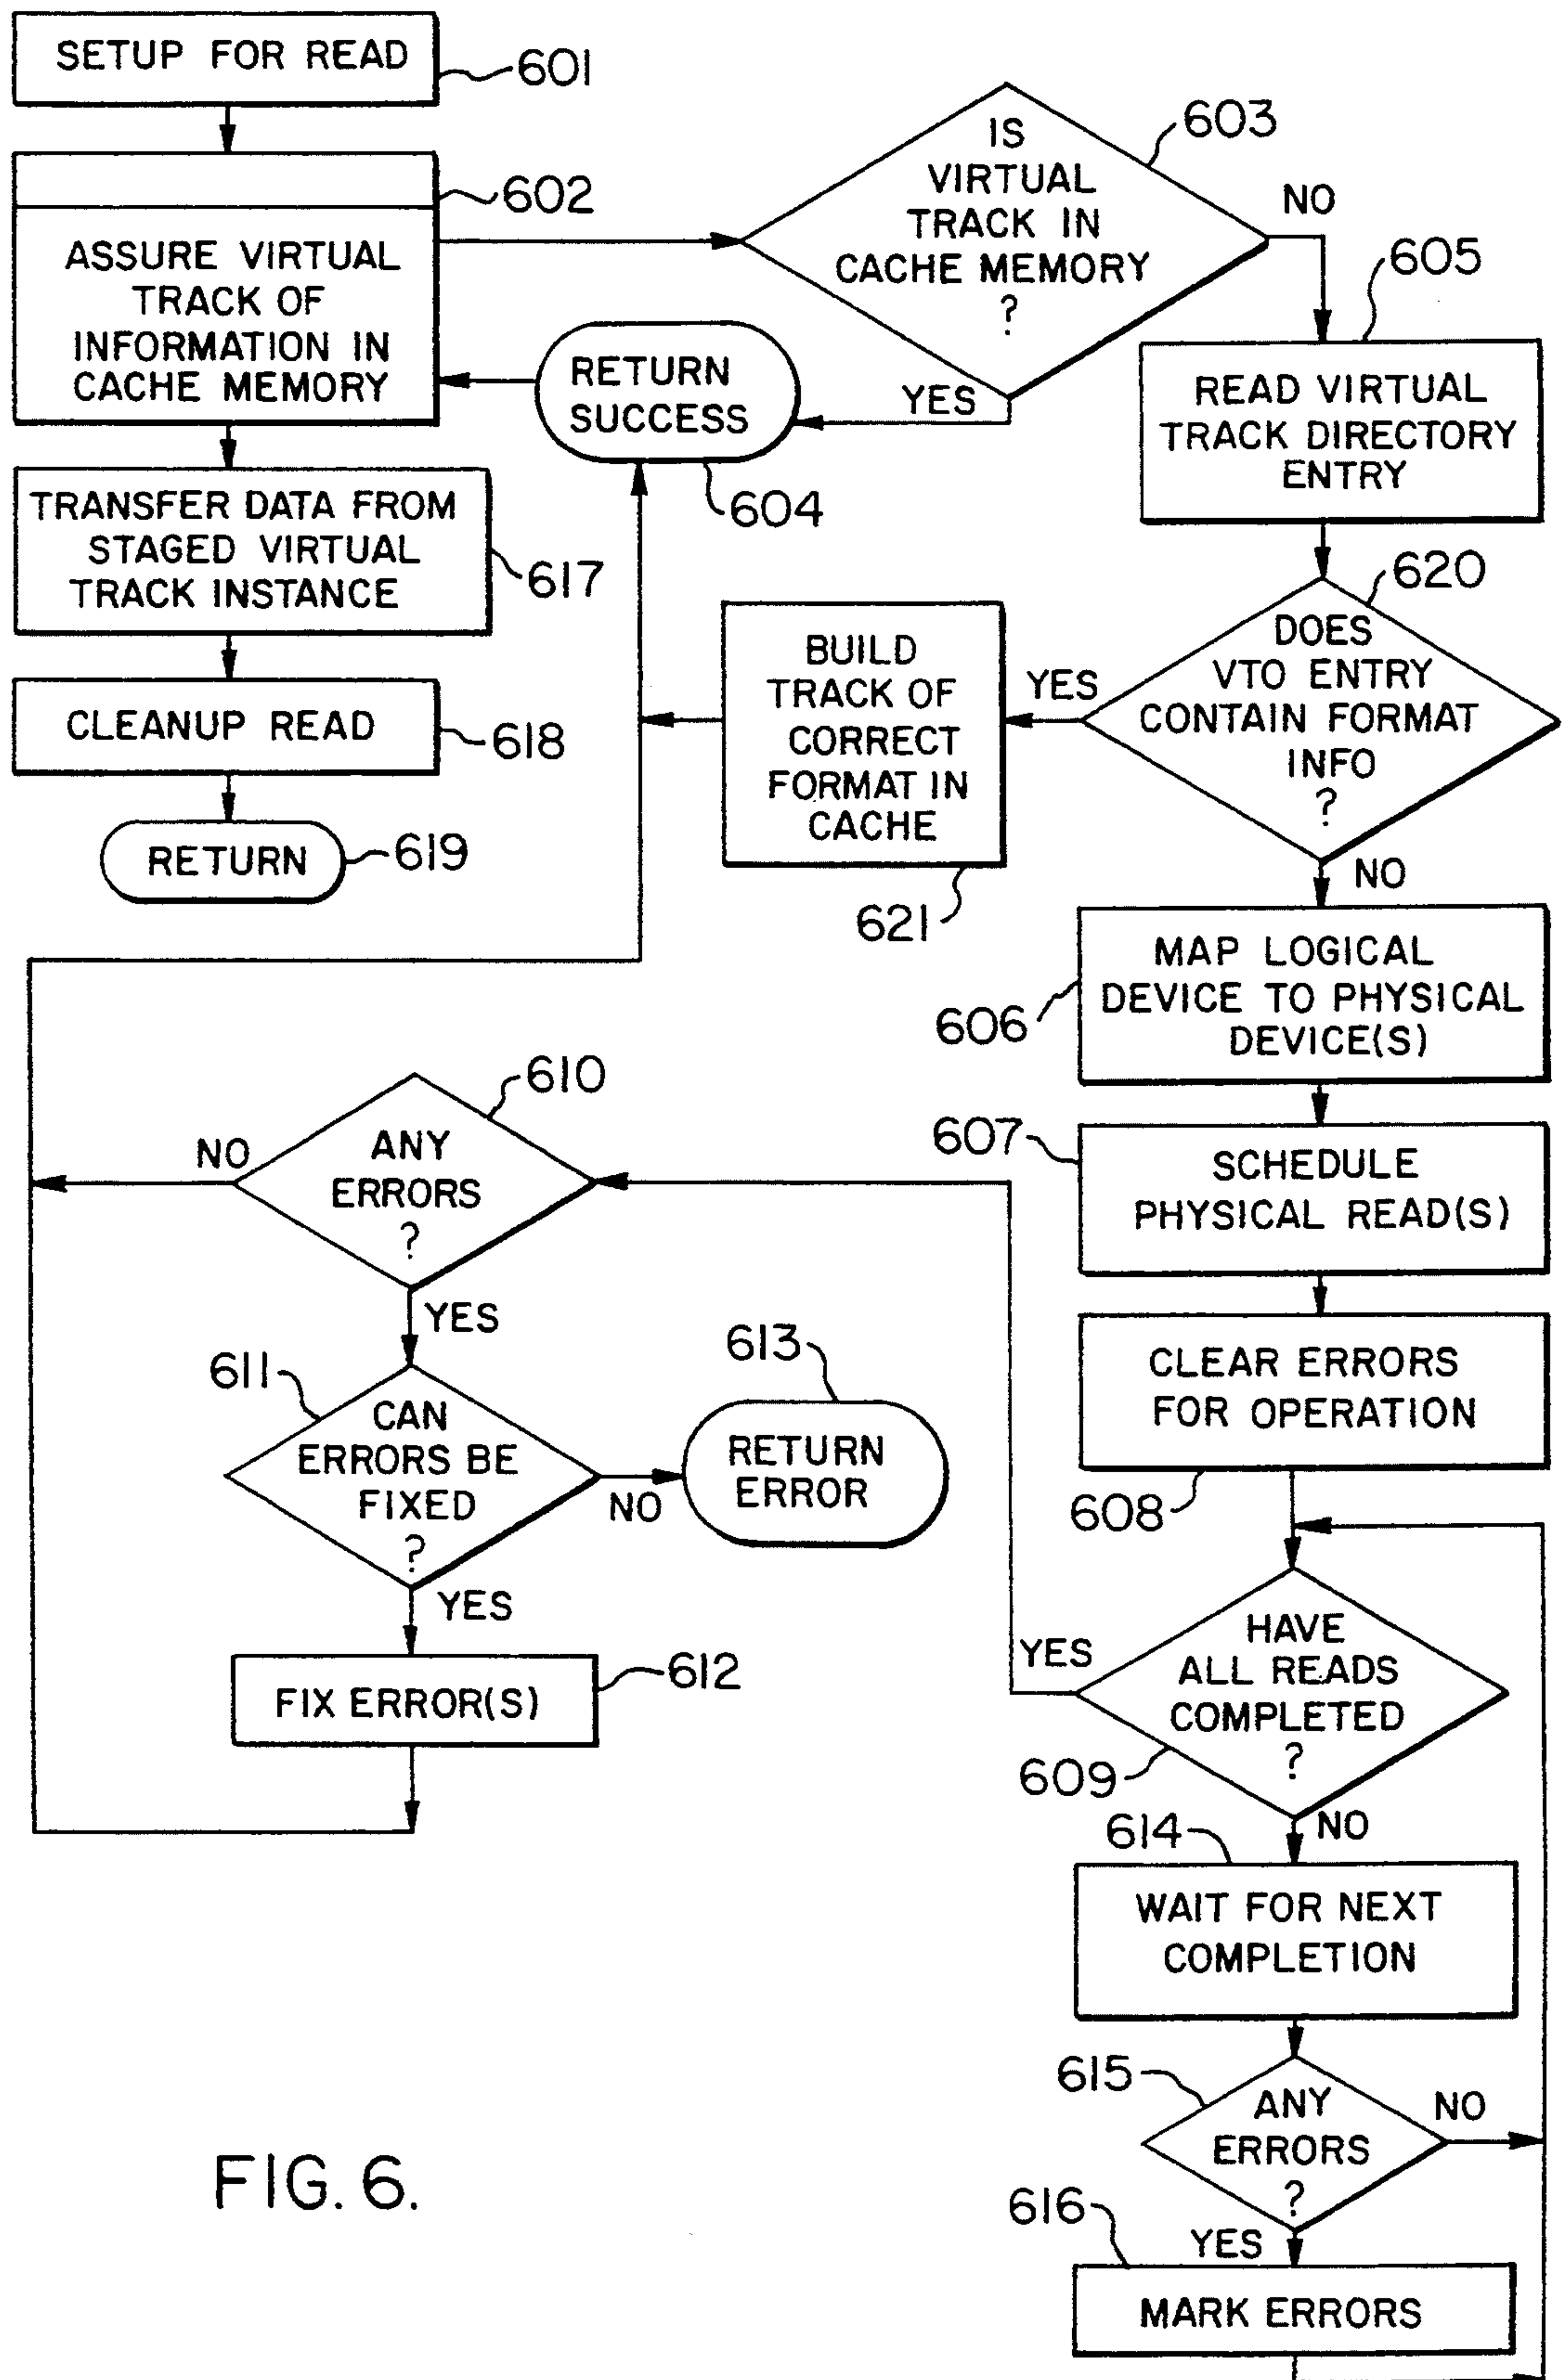 SETUP FOR READ
601
602
ASSURE VIRTUAL
TRACK OF
INFORMATION IN
CACHE MEMORY
IS
VIRTUAL
TRACK IN
CACHE MEMORY
?
603
NO
YES
RETURN
SUCCESS
604
605
READ VIRTUAL
TRACK DIRECTORY
ENTRY
TRANSFER DATA FROM
STAGED VIRTUAL
TRACK INSTANCE
617
CLEANUP READ
618
RETURN
619
620
DOES
VTO ENTRY
CONTAIN FORMAT
INFO
?
YES
NO
BUILD
TRACK OF
CORRECT
FORMAT IN
CACHE
621
MAP LOGICAL
DEVICE TO PHYSICAL
DEVICE(S)
606
607
SCHEDULE
PHYSICAL READ(S)
CLEAR ERRORS
FOR OPERATION
608
610
ANY
ERRORS
?
NO
YES
611
CAN
ERRORS BE
FIXED
?
NO
YES
613
RETURN
ERROR
FIX ERROR(S)
612
HAVE
ALL READS
COMPLETED
?
YES
609
NO
614
WAIT FOR NEXT
COMPLETION
615
ANY
ERRORS
?
NO
YES
616
MARK ERRORS
FIG. 6.